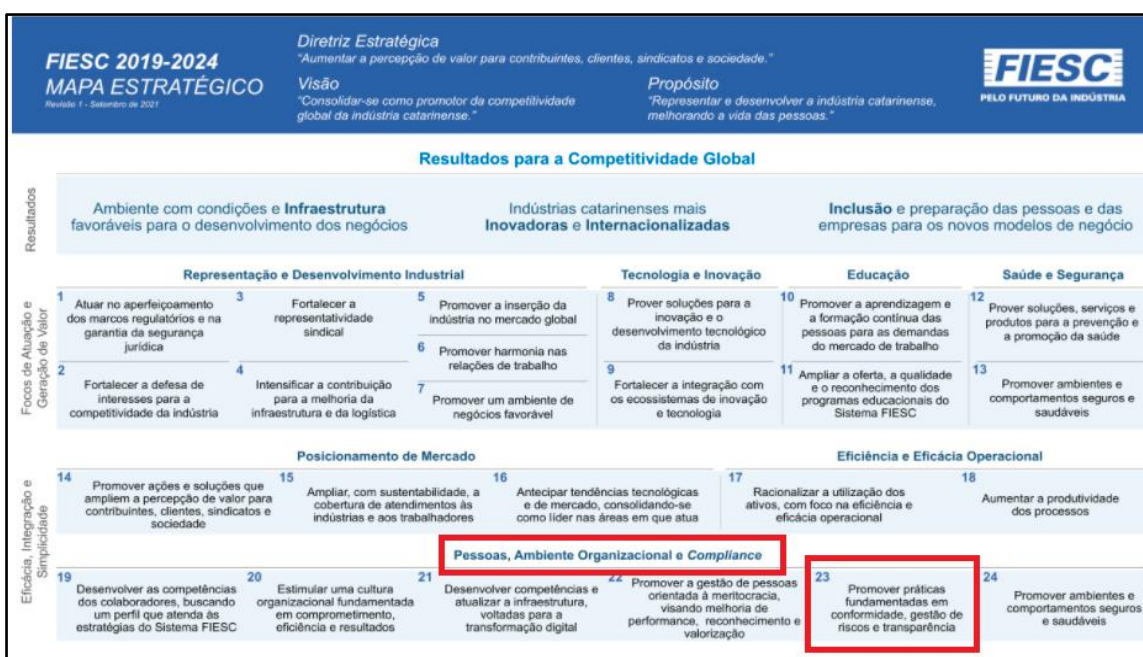 FIESC 2019-2024
MAPA ESTRATÉGICO
Revisão 1 - Setembro de 2021
Diretriz Estratégica
"Aumentar a percepção de valor para contribuintes, clientes, sindicatos e sociedade."
Visão
"Consolidar-se como promotor da competitividade
global da indústria catarinense."
Propósito
"Representar e desenvolver a indústria catarinense,
melhorando a vida das pessoas."
FIESC
PELO FUTURO DA INDÚSTRIA
Resultados para a Competitividade Global
Resultados
Ambiente com condições e Infraestrutura
favoráveis para o desenvolvimento dos negócios
Indústrias catarinenses mais
Inovadoras e Internacionalizadas
Inclusão e preparação das pessoas e das
empresas para os novos modelos de negócio
Focos de Atuação e
Geração de Valor
Representação e Desenvolvimento Industrial
1
Atuar no aperfeiçoamento
dos marcos regulatórios e na
garantia da segurança
jurídica
2
Fortalecer a defesa de
interesses para a
competitividade da indústria
3
Fortalecer a
representatividade
sindical
4
Intensificar a contribuição
para a melhoria da
infraestrutura e da logística
5
Promover a inserção da
indústria no mercado global
6
Promover harmonia nas
relações de trabalho
7
Promover um ambiente de
negócios favorável
Tecnologia e Inovação
8
Prover soluções para a
inovação e o
desenvolvimento tecnológico
da indústria
9
Fortalecer a integração com
os ecossistemas de inovação
e tecnologia
Educação
10
Promover a aprendizagem e
a formação contínua das
pessoas para as demandas
do mercado de trabalho
11
Ampliar a oferta, a qualidade
e o reconhecimento dos
programas educacionais do
Sistema FIESC
Saúde e Segurança
12
Prover soluções, serviços e
produtos para a prevenção e
a promoção da saúde
13
Promover ambientes e
comportamentos seguros e
saudáveis
Eficácia, Integração e
Simplicidade
Posicionamento de Mercado
14
Promover ações e soluções que
ampliem a percepção de valor para
contribuintes, clientes, sindicatos e
sociedade
15
Ampliar, com sustentabilidade, a
cobertura de atendimentos às
indústrias e aos trabalhadores
16
Antecipar tendências tecnológicas
e de mercado, consolidando-se
como líder nas áreas em que atua
Eficiência e Eficácia Operacional
17
Racionalizar a utilização dos
ativos, com foco na eficiência e
eficácia operacional
18
Aumentar a produtividade
dos processos
Pessoas, Ambiente Organizacional e Compliance
19
Desenvolver as competências
dos colaboradores, buscando
um perfil que atenda às
estratégias do Sistema FIESC
20
Estimular uma cultura
organizacional fundamentada
em comprometimento,
eficiência e resultados
21
Desenvolver competências e
atualizar a infraestrutura,
voltadas para a
transformação digital
22
Promover a gestão de pessoas
orientada à meritocracia,
visando melhoria de
performance, reconhecimento e
valorização
23
Promover práticas
fundamentadas em
conformidade, gestão de
riscos e transparência
24
Promover ambientes e
comportamentos seguros
e saudáveis